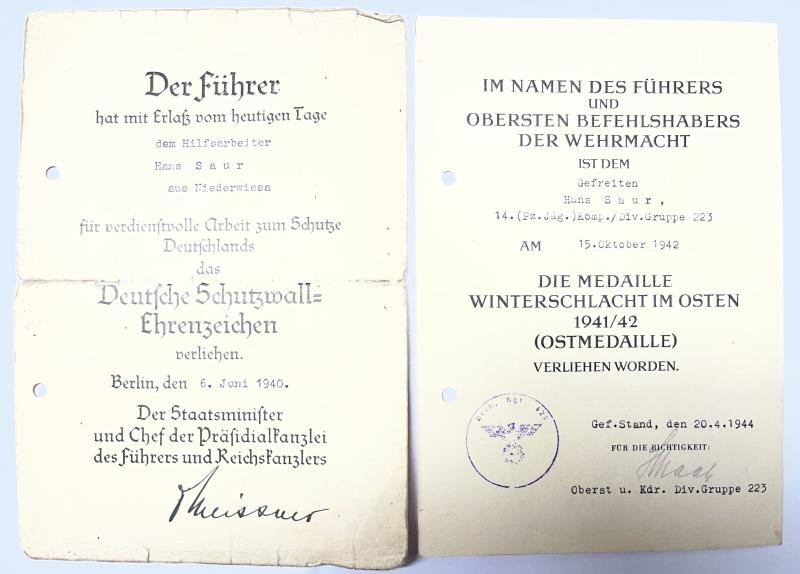 Der Führer
hat mit Erlaß vom heutigen Tage
dem Hilfsarbeiter
Hans S a u r
aus Niederwiesa
für verdienstvolle Arbeit zum Schutze
Deutschlands
das
Deutsche Schutzwall=
Ehrenzeichen
verliehen.
Berlin, den 6. Juni 1940.
Der Staatsminister
und Chef der Präsidialkanzlei
des Führers und Reichskanzlers
Meissner
IM NAMEN DES FÜHRERS
UND
OBERSTEN BEFEHLSHABERS
DER WEHRMACHT
IST DEM
Gefreiten
Hans S a u r ,
14.(Pz.Jäg.)Komp./Div.Gruppe 223
AM 15.Oktober 1942
DIE MEDAILLE
WINTERSCHLACHT IM OSTEN
1941/42
(OSTMEDAILLE)
VERLIEHEN WORDEN.
Gef.Stand, den 20.4.1944
FÜR DIE RICHTIGKEIT:
Oberst u. Kdr. Div.Gruppe 223